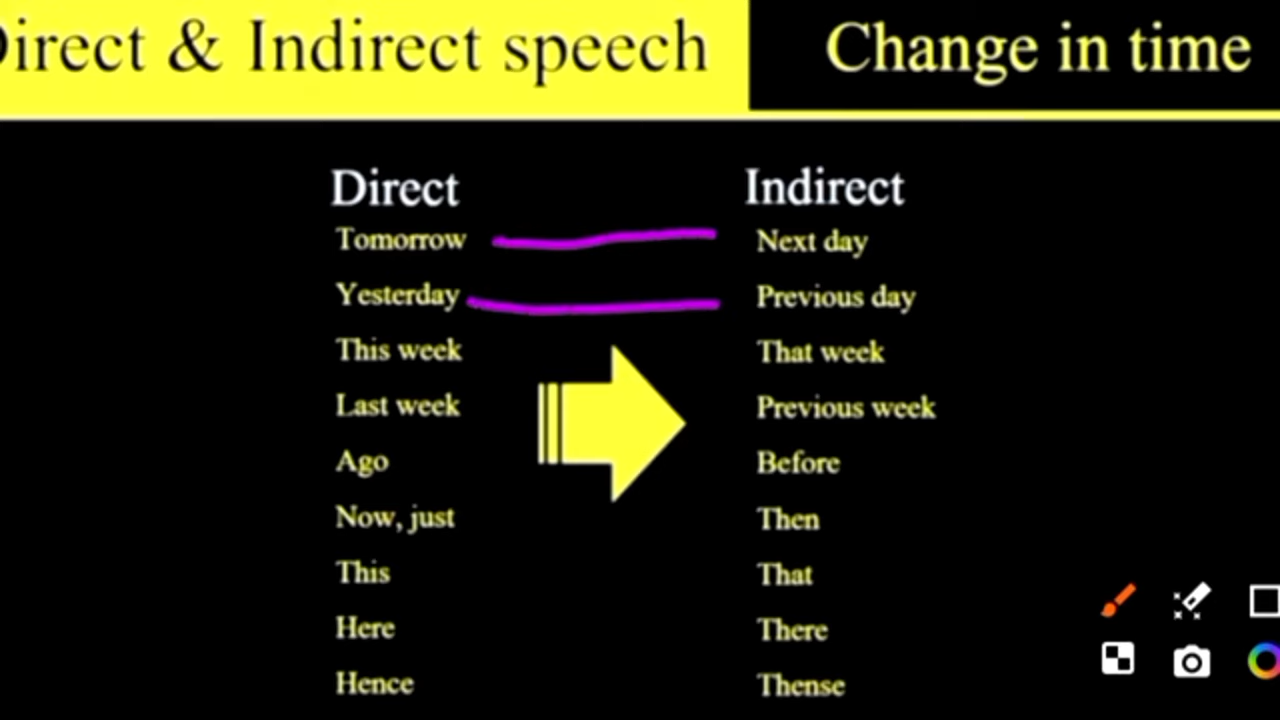 Direct & Indirect speech
Change in time
Direct Indirect
Tomorrow Next day
Yesterday Previous day
This week That week
Last week Previous week
Ago Before
Now, just Then
This That
Here There
Hence Thense